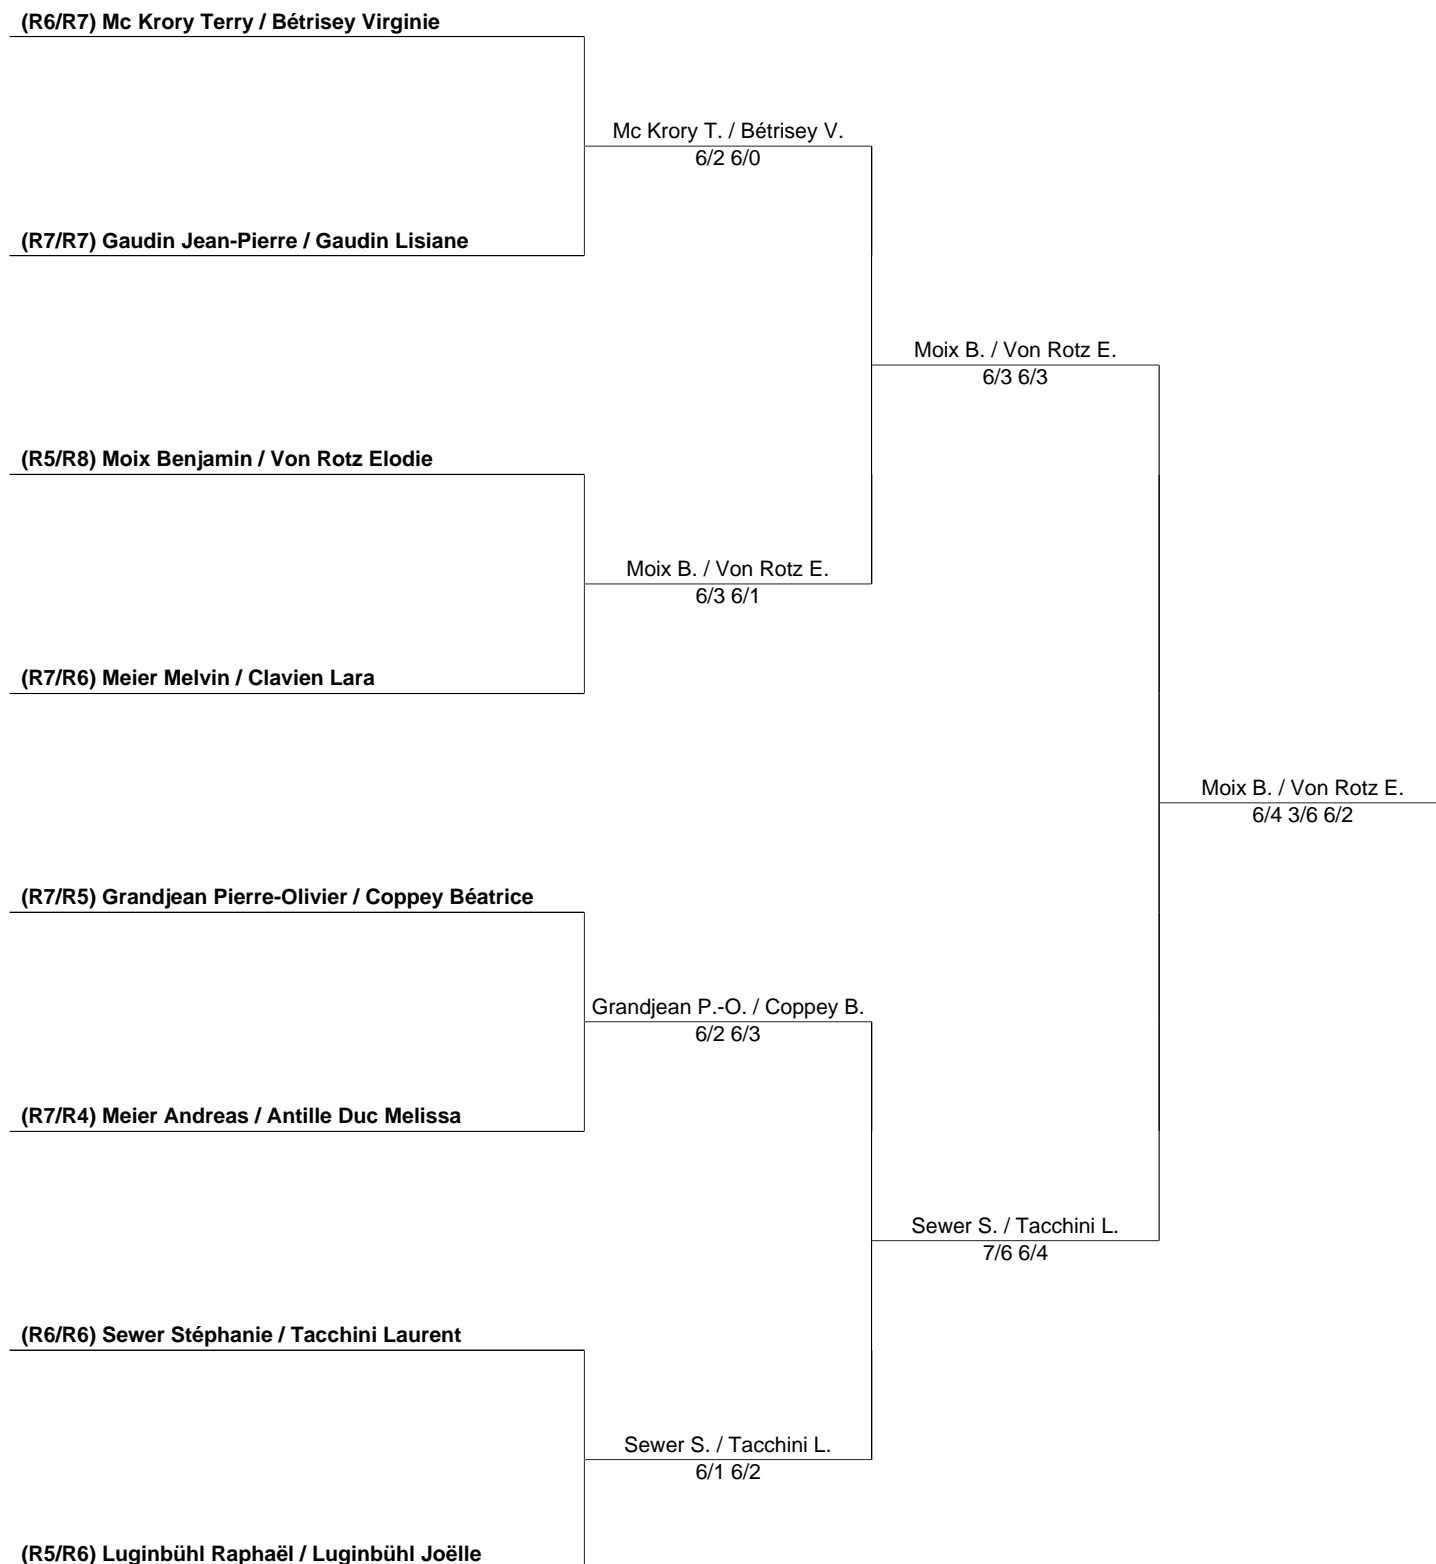 (R6/R7) Mc Krory Terry / Bétrisey Virginie
Mc Krory T. / Bétrisey V.
6/2 6/0
(R7/R7) Gaudin Jean-Pierre / Gaudin Lisiane
Moix B. / Von Rotz E.
6/3 6/3
(R5/R8) Moix Benjamin / Von Rotz Elodie
Moix B. / Von Rotz E.
6/3 6/1
(R7/R6) Meier Melvin / Clavien Lara
Moix B. / Von Rotz E.
6/4 3/6 6/2
(R7/R5) Grandjean Pierre-Olivier / Coppey Béatrice
Grandjean P.-O. / Coppey B.
6/2 6/3
(R7/R4) Meier Andreas / Antille Duc Melissa
Sewer S. / Tacchini L.
7/6 6/4
(R6/R6) Sewer Stéphanie / Tacchini Laurent
Sewer S. / Tacchini L.
6/1 6/2
(R5/R6) Luginbühl Raphaël / Luginbühl Joëlle